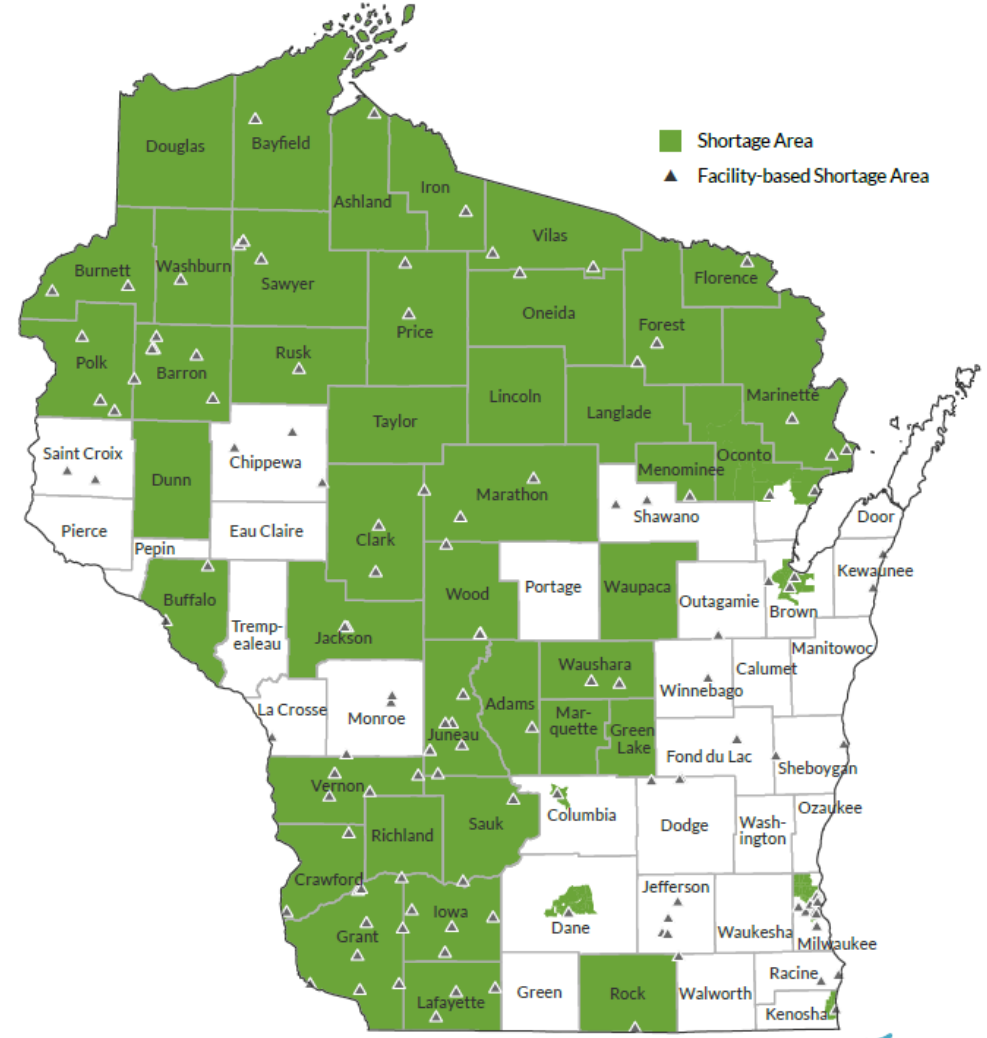 Shortage Area
Facility-based Shortage Area
Douglas
Bayfield
Ashland
Iron
Vilas
Florence
Burnett
Washburn
Sawyer
Price
Oneida
Forest
Marinette
Polk
Barron
Rusk
Taylor
Lincoln
Langlade
Saint Croix
Dunn
Chippewa
Marathon
Menominee
Oconto
Pierce
Pepin
Eau Claire
Clark
Shawano
Door
Buffalo
Tremp-
ealeau
Jackson
Wood
Portage
Waupaca
Outagamie
Brown
Kewaunee
La Crosse
Monroe
Juneau
Adams
Waushara
Mar-
quette
Green
Lake
Winnebago
Calumet
Manitowoc
Fond du Lac
Sheboygan
Vernon
Richland
Sauk
Columbia
Dodge
Wash-
ington
Ozaukee
Crawford
Grant
Iowa
Dane
Jefferson
Waukesha
Milwaukee
Lafayette
Green
Rock
Walworth
Racine
Kenosha